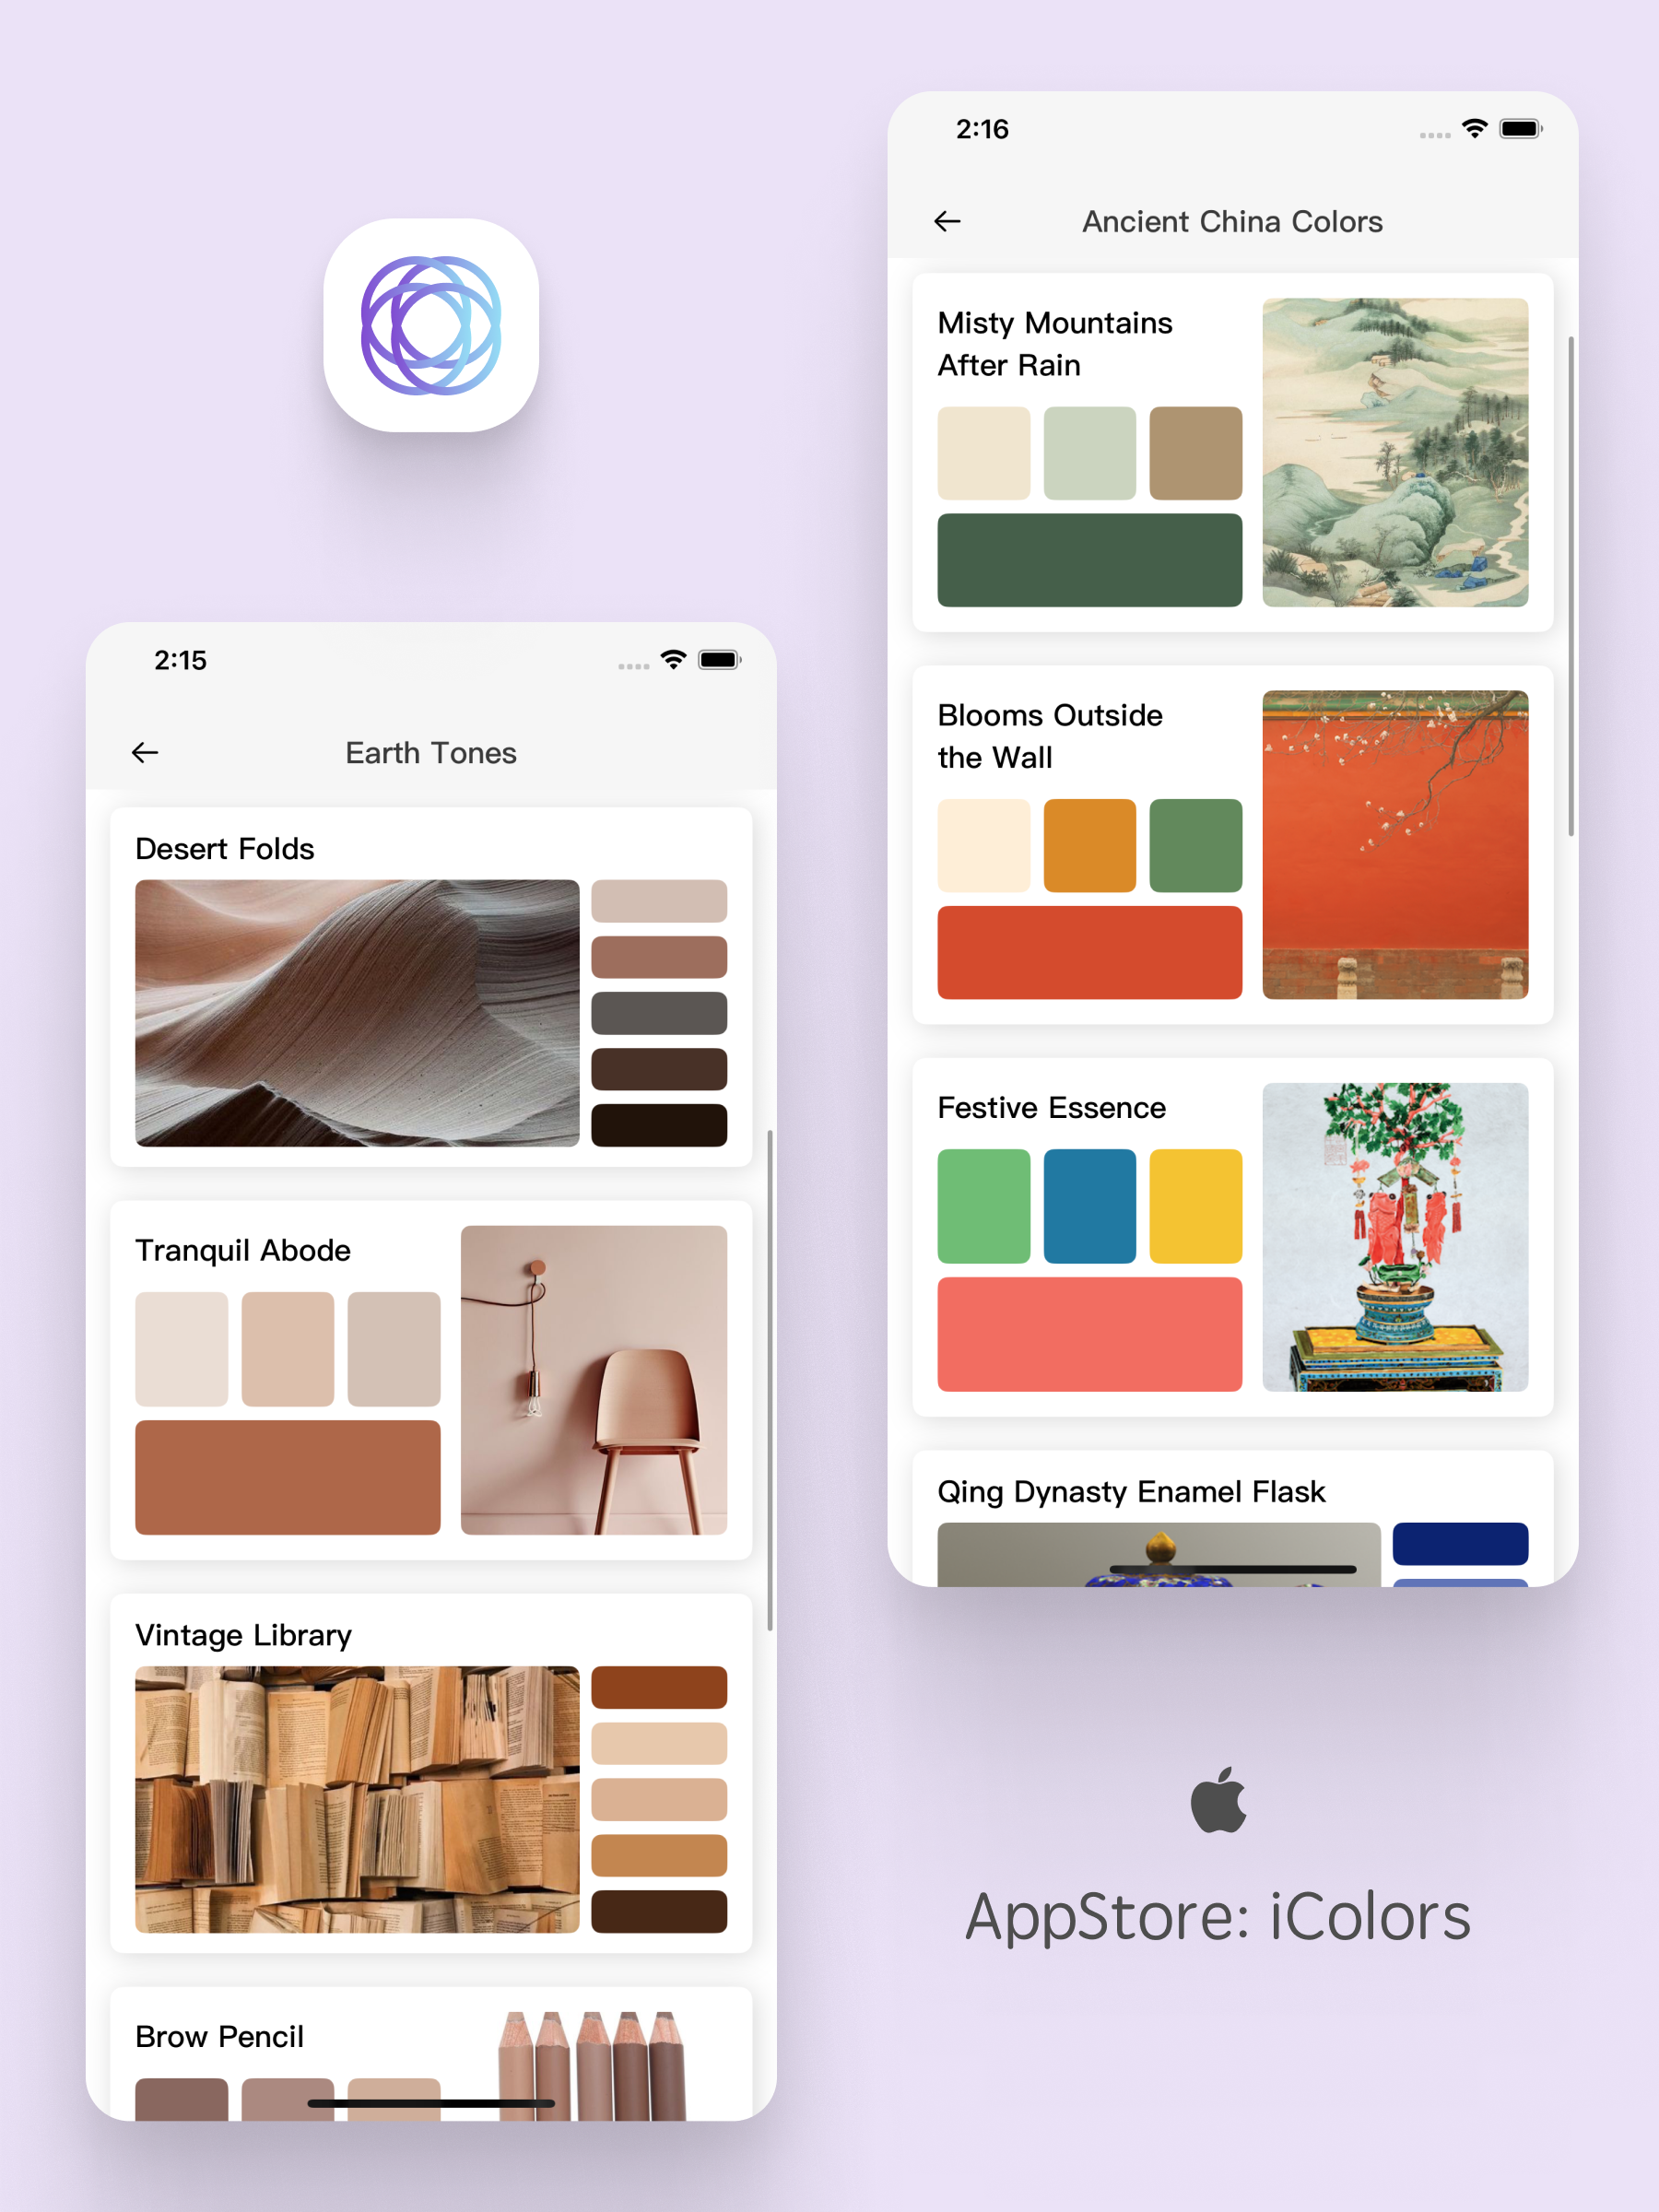 2:15
Earth Tones
Desert Folds
Tranquil Abode
Vintage Library
Brow Pencil
2:16
Ancient China Colors
Misty Mountains
After Rain
Blooms Outside
the Wall
Festive Essence
Qing Dynasty Enamel Flask
AppStore: iColors